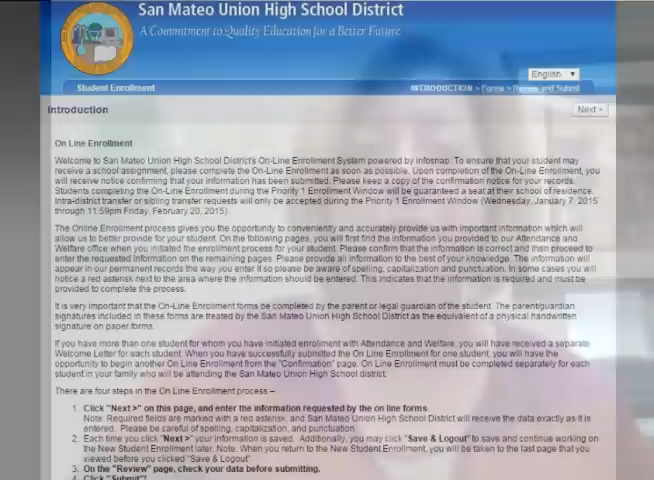 San Mateo Union High School District
A Commitment to Quality Education for a Better Future
English
Student Enrollment
INTRODUCTION > Forms > Review and Submit
Introduction
Next >
On Line Enrollment
Welcome to San Mateo Union High School District's On-Line Enrollment System powered by infosnap. To ensure that your student may
receive a school assignment, please complete the On-Line Enrollment as soon as possible. Upon completion of the On-Line Enrollment, you
will receive notice confirming that your information has been submitted. Please keep a copy of the confirmation notice for your records.
Students completing the On-Line Enrollment during the Priority 1 Enrollment Window will be guaranteed a seat at their school of residence.
Intra-district transfer or sibling transfer requests will only be accepted during the Priority 1 Enrollment Window (Wednesday, January 7, 2015
through 11:59pm Friday, February 20, 2015)
The Online Enrollment process gives you the opportunity to conveniently and accurately provide us with important information which will
allow us to better provide for your student. On the following pages, you will first find the information you provided to our Attendance and
Welfare office when you initiated the enrollment process for your student. Please confirm that the information is correct and then proceed to
enter the requested information on the remaining pages. Please provide all information to the best of your knowledge. The information will
appear in our permanent records the way you enter it so please be aware of spelling, capitalization and punctuation. In some cases you will
notice a red asterisk next to the area where the information should be entered. This indicates that the information is required and must be
provided to complete the process.
It is very important that the On-Line Enrollment forms be completed by the parent or legal guardian of the student. The parent/guardian
signatures included in these forms are treated by the San Mateo Union High School District as the equivalent of a physical handwritten
signature on paper forms.
If you have more than one student for whom you have initiated enrollment with Attendance and Welfare, you will have received a separate
Welcome Letter for each student. When you have successfully submitted the On Line Enrollment for one student, you will have the
opportunity to begin another On Line Enrollment from the "Confirmation" page. On Line Enrollment must be completed separately for each
student in your family who will be attending the San Mateo Union High School district.
There are four steps in the On Line Enrollment process –
1. Click "Next >" on this page, and enter the information requested by the on line forms
Note: Required fields are marked with a red asterisk, and San Mateo Union High School District will receive the data exactly as it is
entered. Please be careful of spelling, capitalization, and punctuation.
2. Each time you click "Next >" your information is saved. Additionally, you may click "Save & Logout" to save and continue working on
the New Student Enrollment later. Note: When you return to the New Student Enrollment, you will be taken to the last page that you
viewed before you clicked "Save & Logout"
3. On the "Review" page, check your data before submitting.
4. Click "Submit"!